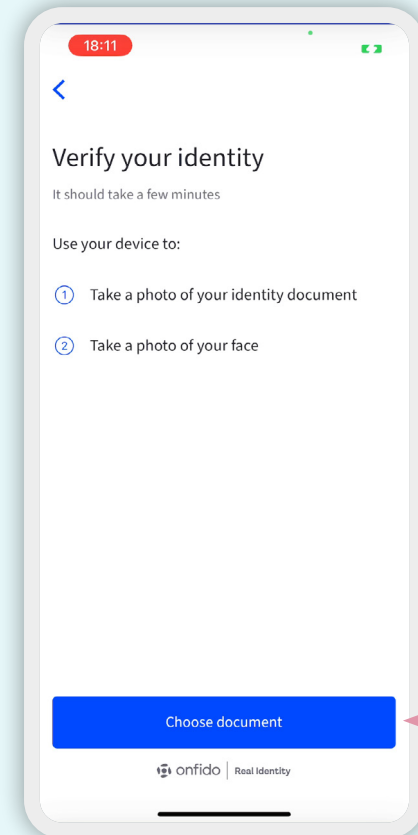 18:11
Verify your identity
It should take a few minutes
Use your device to:
1 Take a photo of your identity document
2 Take a photo of your face
Choose document
onfido | Real Identity